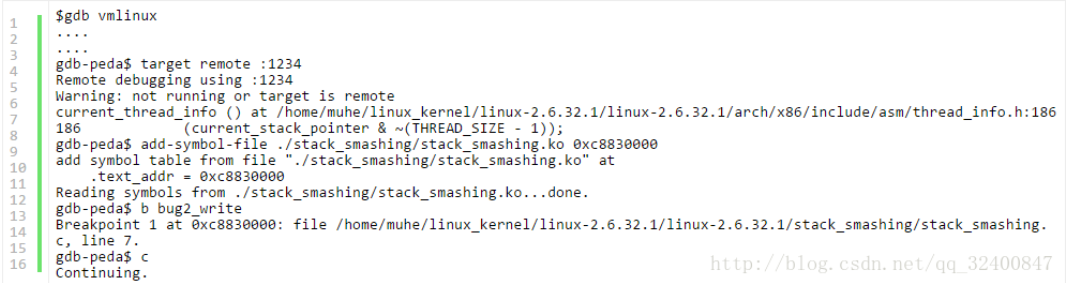 1 $gdb vmlinux
2 ....
3 ....
4 gdb-peda$ target remote :1234
5 Remote debugging using :1234
6 Warning: not running or target is remote
7 current_thread_info () at /home/muhe/linux_kernel/linux-2.6.32.1/linux-2.6.32.1/arch/x86/include/asm/thread_info.h:186
8 186 (current_stack_pointer & ~(THREAD_SIZE - 1));
9 gdb-peda$ add-symbol-file ./stack_smashing/stack_smashing.ko 0xc8830000
10 add symbol table from file "./stack_smashing/stack_smashing.ko" at
11 .text_addr = 0xc8830000
12 Reading symbols from ./stack_smashing/stack_smashing.ko...done.
13 gdb-peda$ b bug2_write
14 Breakpoint 1 at 0xc8830000: file /home/muhe/linux_kernel/linux-2.6.32.1/linux-2.6.32.1/stack_smashing/stack_smashing.
15 c, line 7.
16 gdb-peda$ c
Continuing.
http://blog.csdn.net/qq_32400847